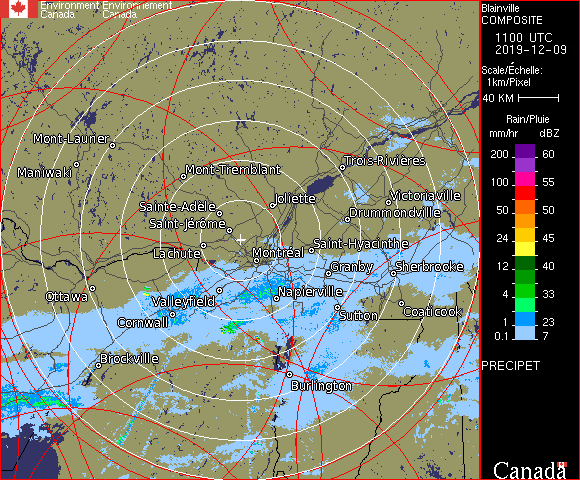 Environment Environnement
Canada Canada
Blainville
COMPOSITE
1100 UTC
2019-12-09
Scale/Échelle:
1km/Pixel
40 KM
Rain/Pluie
mm/hr dBZ
200 60
100 55
50 50
24 45
12 40
4 33
1 23
0.1 7
PRECIPET
Canada
Mont-Laurier
Maniwaki
Mont-Tremblant
Trois-Rivières
Joliette
Victoriaville
Sainte-Adèle
Drummondville
Saint-Jérôme
Saint-Hyacinthe
Lachute
Montréal
Granby
Sherbrooke
Ottawa
Valleyfield
Napierville
Cornwall
Sutton
Coaticook
Brockville
Burlington